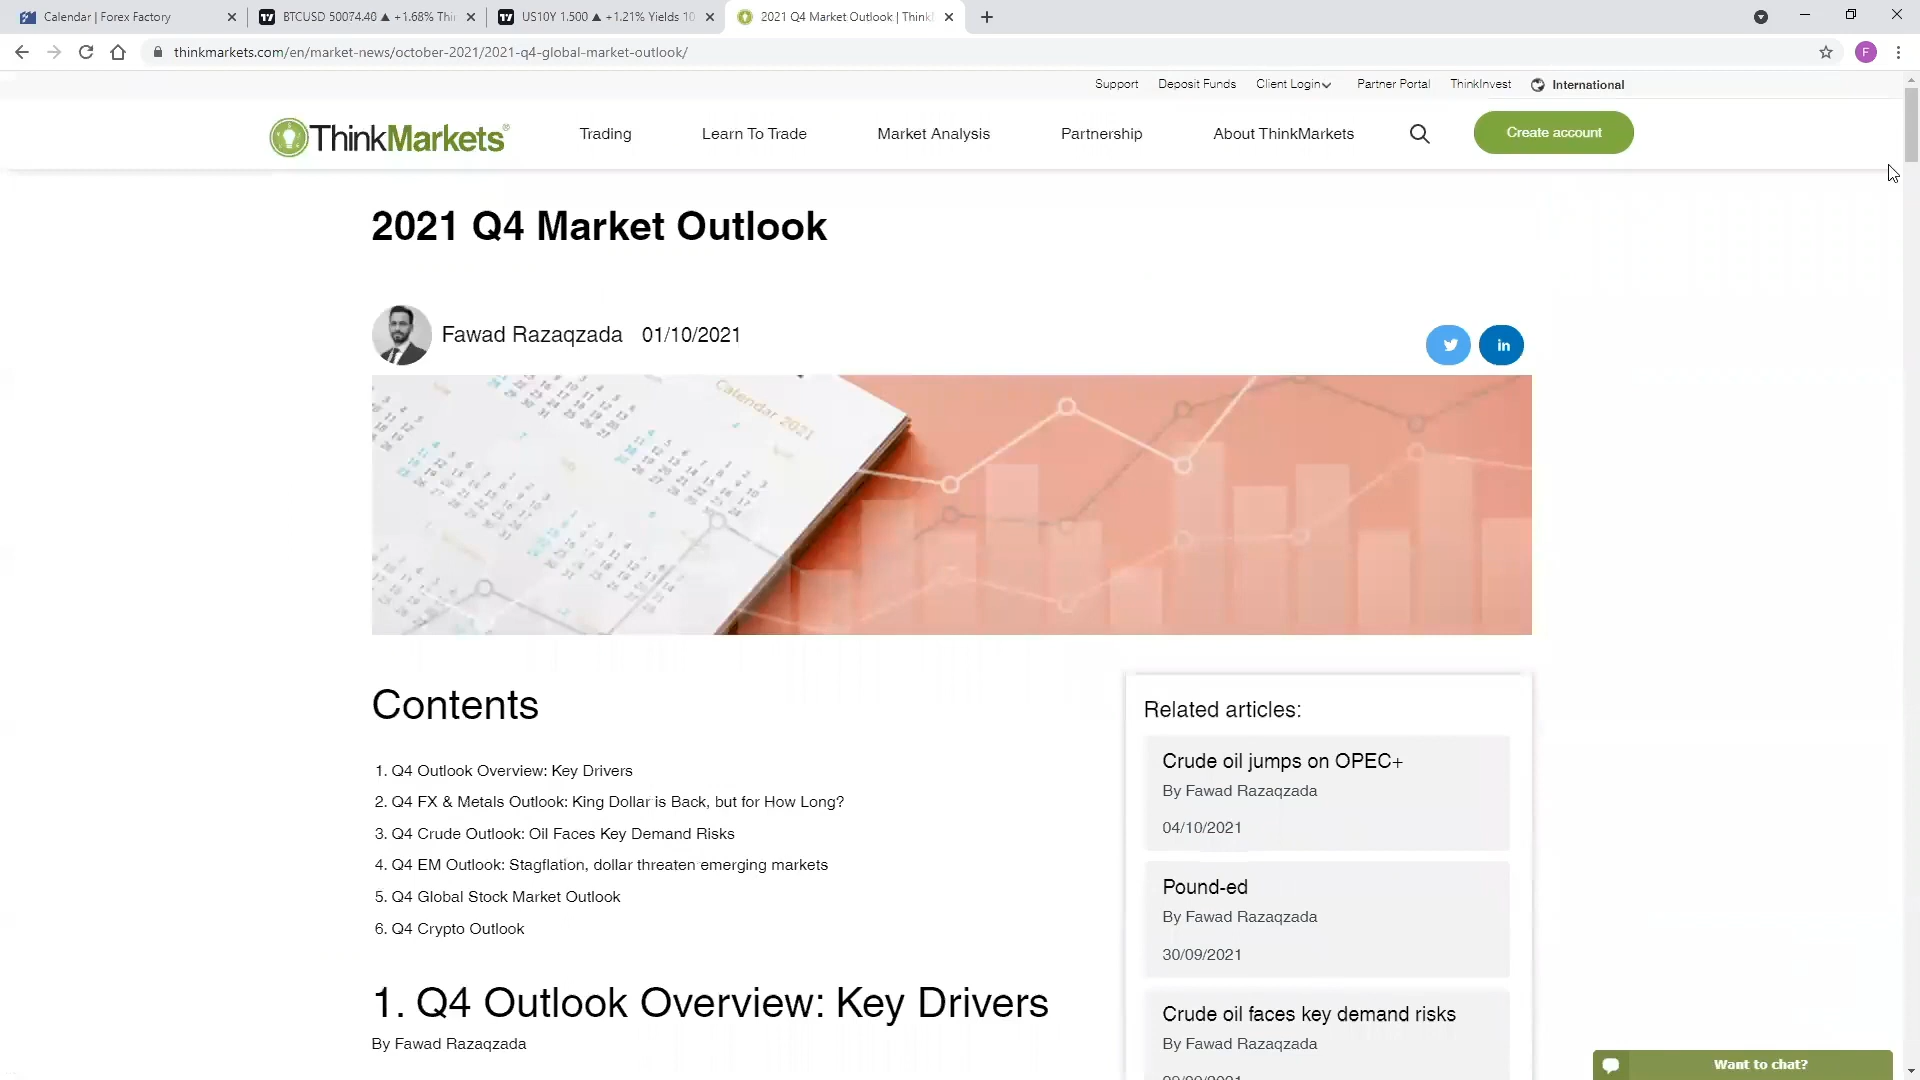 Calendar | Forex Factory
BTCUSD 50074.40 ▲ +1.68% Thi
US10Y 1.500 ▲ +1.21% Yields 10
2021 Q4 Market Outlook | Think
thinkmarkets.com/en/market-news/october-2021/2021-q4-global-market-outlook/
F
Support
Deposit Funds
Client Login
Partner Portal
ThinkInvest
International
ThinkMarkets
Trading
Learn To Trade
Market Analysis
Partnership
About ThinkMarkets
Create account
2021 Q4 Market Outlook
Fawad Razaqzada 01/10/2021
in
Calendar 2021
Contents
1. Q4 Outlook Overview: Key Drivers
2. Q4 FX & Metals Outlook: King Dollar is Back, but for How Long?
3. Q4 Crude Outlook: Oil Faces Key Demand Risks
4. Q4 EM Outlook: Stagflation, dollar threaten emerging markets
5. Q4 Global Stock Market Outlook
6. Q4 Crypto Outlook
1. Q4 Outlook Overview: Key Drivers
By Fawad Razaqzada
Related articles:
Crude oil jumps on OPEC+
By Fawad Razaqzada
04/10/2021
Pound-ed
By Fawad Razaqzada
30/09/2021
Crude oil faces key demand risks
By Fawad Razaqzada
Want to chat?